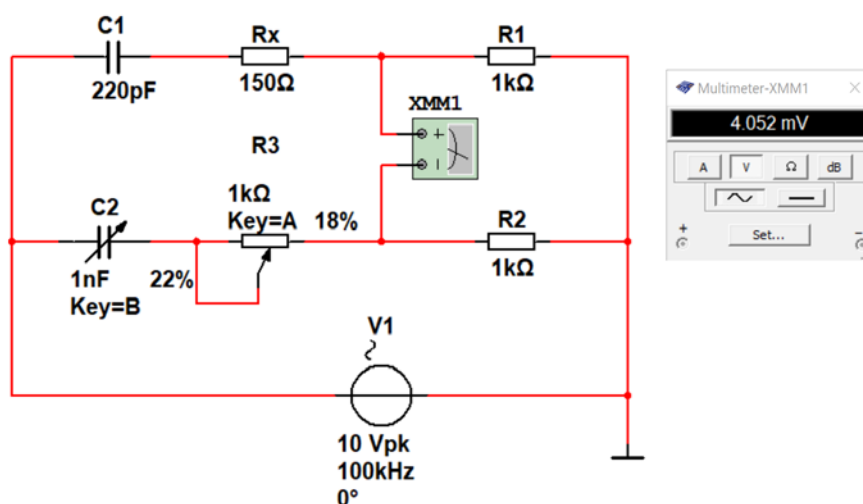 C1
220pF
Rx
150Ω
R1
1kΩ
XMM1
+
R3
1kΩ
Key=A
18%
C2
1nF
Key=B
22%
R2
1kΩ
V1
10 Vpk
100kHz
0°
Multimeter-XMM1
4.052 mV
A
V
Ω
dB
+
Set...